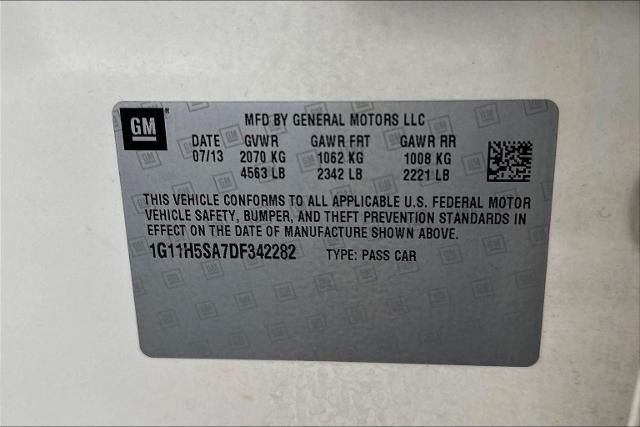 GM
MFD BY GENERAL MOTORS LLC
DATE GVWR GAWR FRT GAWR RR
07/13 2070 KG 1062 KG 1008 KG
4563 LB 2342 LB 2221 LB
THIS VEHICLE CONFORMS TO ALL APPLICABLE U.S. FEDERAL MOTOR
VEHICLE SAFETY, BUMPER, AND THEFT PREVENTION STANDARDS IN
EFFECT ON THE DATE OF MANUFACTURE SHOWN ABOVE.
1G11H5SA7DF342282 TYPE: PASS CAR